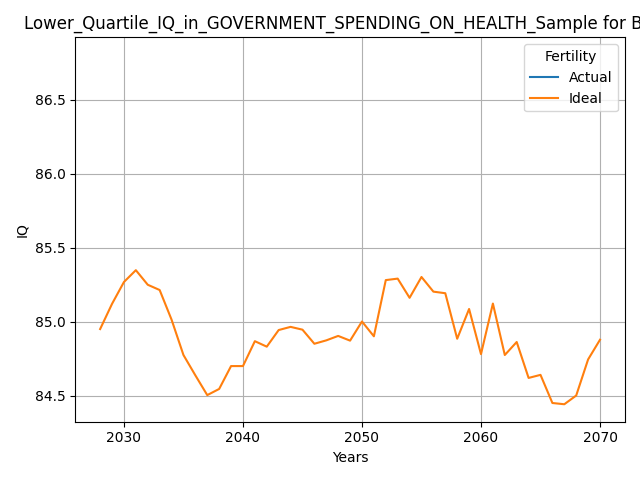 Lower_Quartile_IQ_in_GOVERNMENT_SPENDING_ON_HEALTH_Sample for B
Fertility
Actual
Ideal
86.5
86.0
85.5
85.0
84.5
IQ
2030 2040 2050 2060 2070
Years